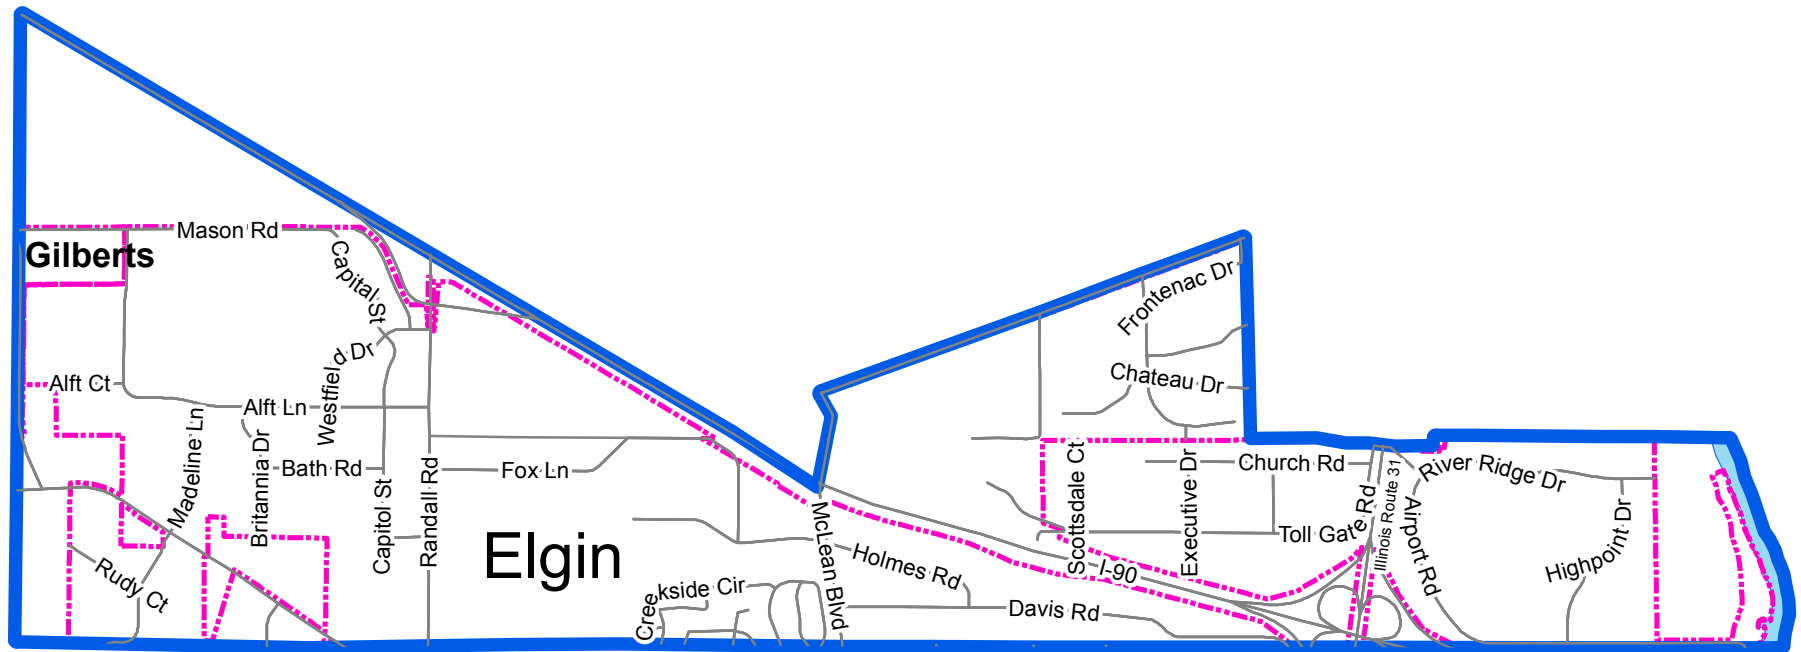 Mason Rd
Gilberts
Capital St
Frontenac Dr
Westfield Dr
Chateau Dr
Alft Ct
Alft Ln
Madeline Ln
Britannia Dr
Bath Rd
Capitol St
Randall Rd
Fox Ln
Elgin
McLean Blvd
Holmes Rd
Creekside Cir
Davis Rd
I-90
Scottsdale Ct
Executive Dr
Church Rd
Toll Gate Rd
Illinois Route 31
Airport Rd
River Ridge Dr
Highpoint Dr
Rudy Ct